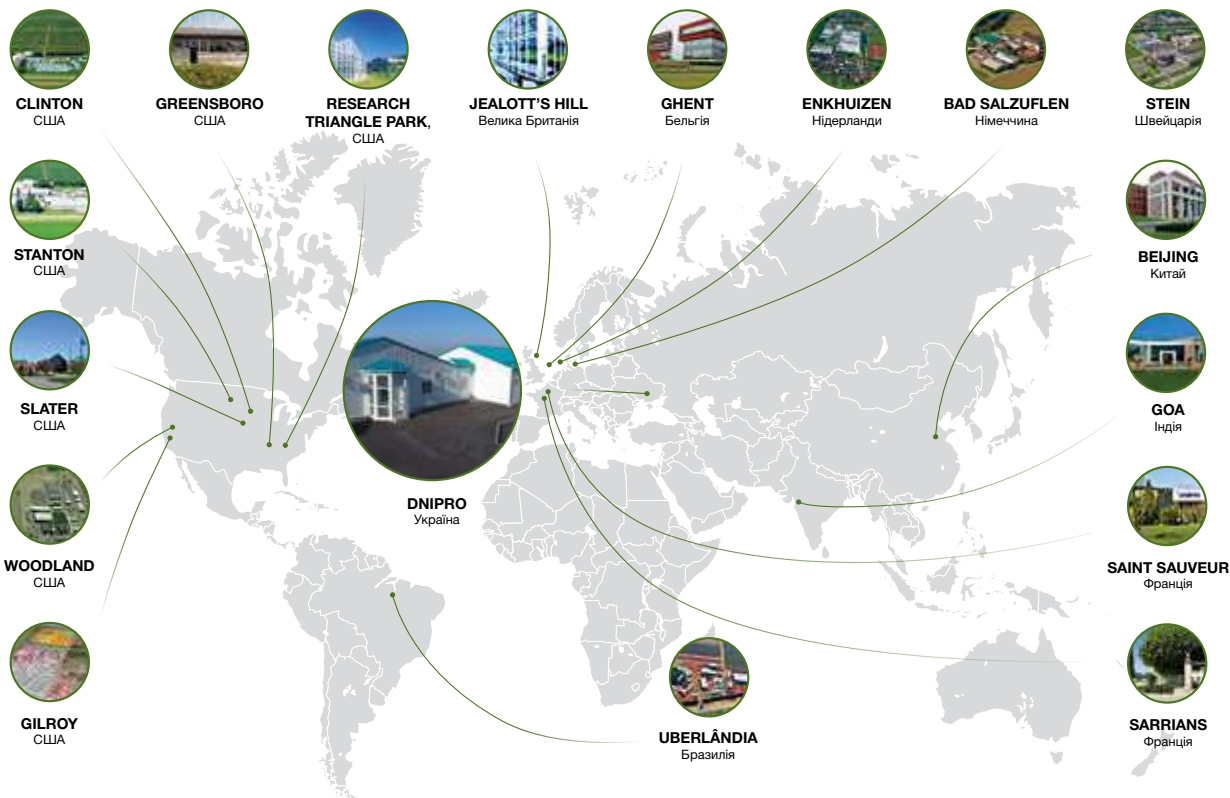 CLINTON
США
GREENSBORO
США
RESEARCH
TRIANGLE PARK,
США
JEALOTT'S HILL
Велика Британія
GHENT
Бельгія
ENKHUIZEN
Нідерланди
BAD SALZUFLEN
Німеччина
STEIN
Швейцарія
STANTON
США
BEIJING
Китай
SLATER
США
GOA
Індія
DNIPRO
Україна
WOODLAND
США
SAINT SAUVEUR
Франція
GILROY
США
UBERLÂNDIA
Бразилія
SARRIANS
Франція